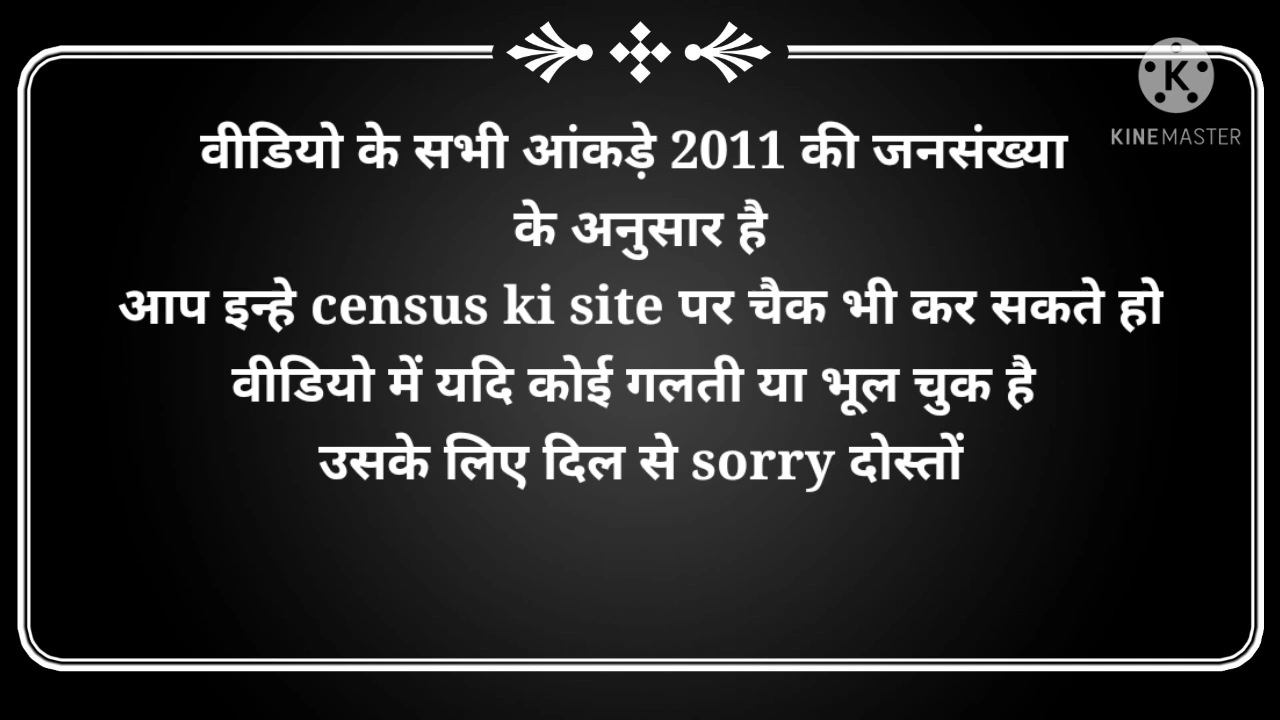 वीडियो के सभी आंकड़े 2011 की जनसंख्या
के अनुसार है
आप इन्हे census ki site पर चैक भी कर सकते हो
वीडियो में यदि कोई गलती या भूल चुक है
उसके लिए दिल से sorry दोस्तों
K
KINEMASTER